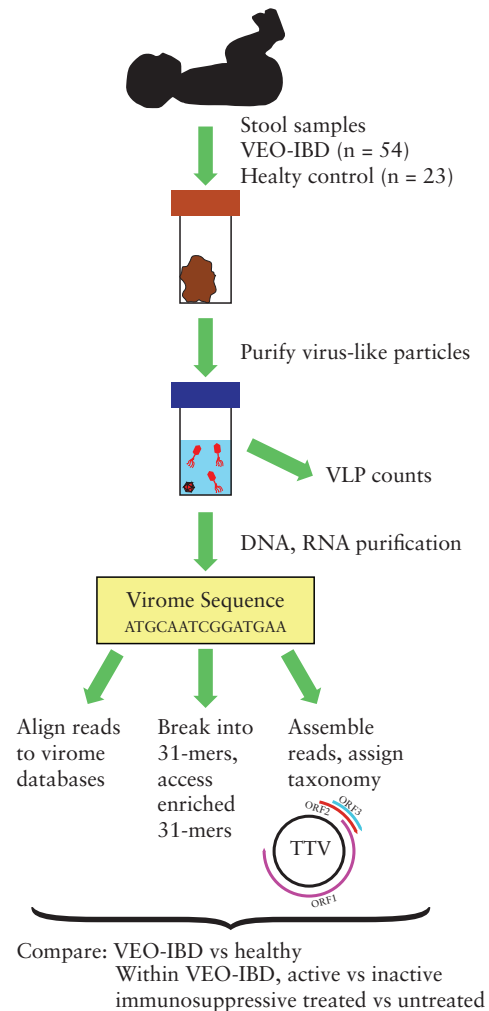 Stool samples
VEO-IBD (n = 54)
Healty control (n = 23)
Purify virus-like particles
VLP counts
DNA, RNA purification
Virome Sequence
ATGCAATCGGATGAA
Align reads
to virome
databases
Break into
31-mers,
access
enriched
31-mers
Assemble
reads, assign
taxonomy
ORF3
ORF2
TTV
ORF1
Compare: VEO-IBD vs healthy
Within VEO-IBD, active vs inactive
immunosuppressive treated vs untreated